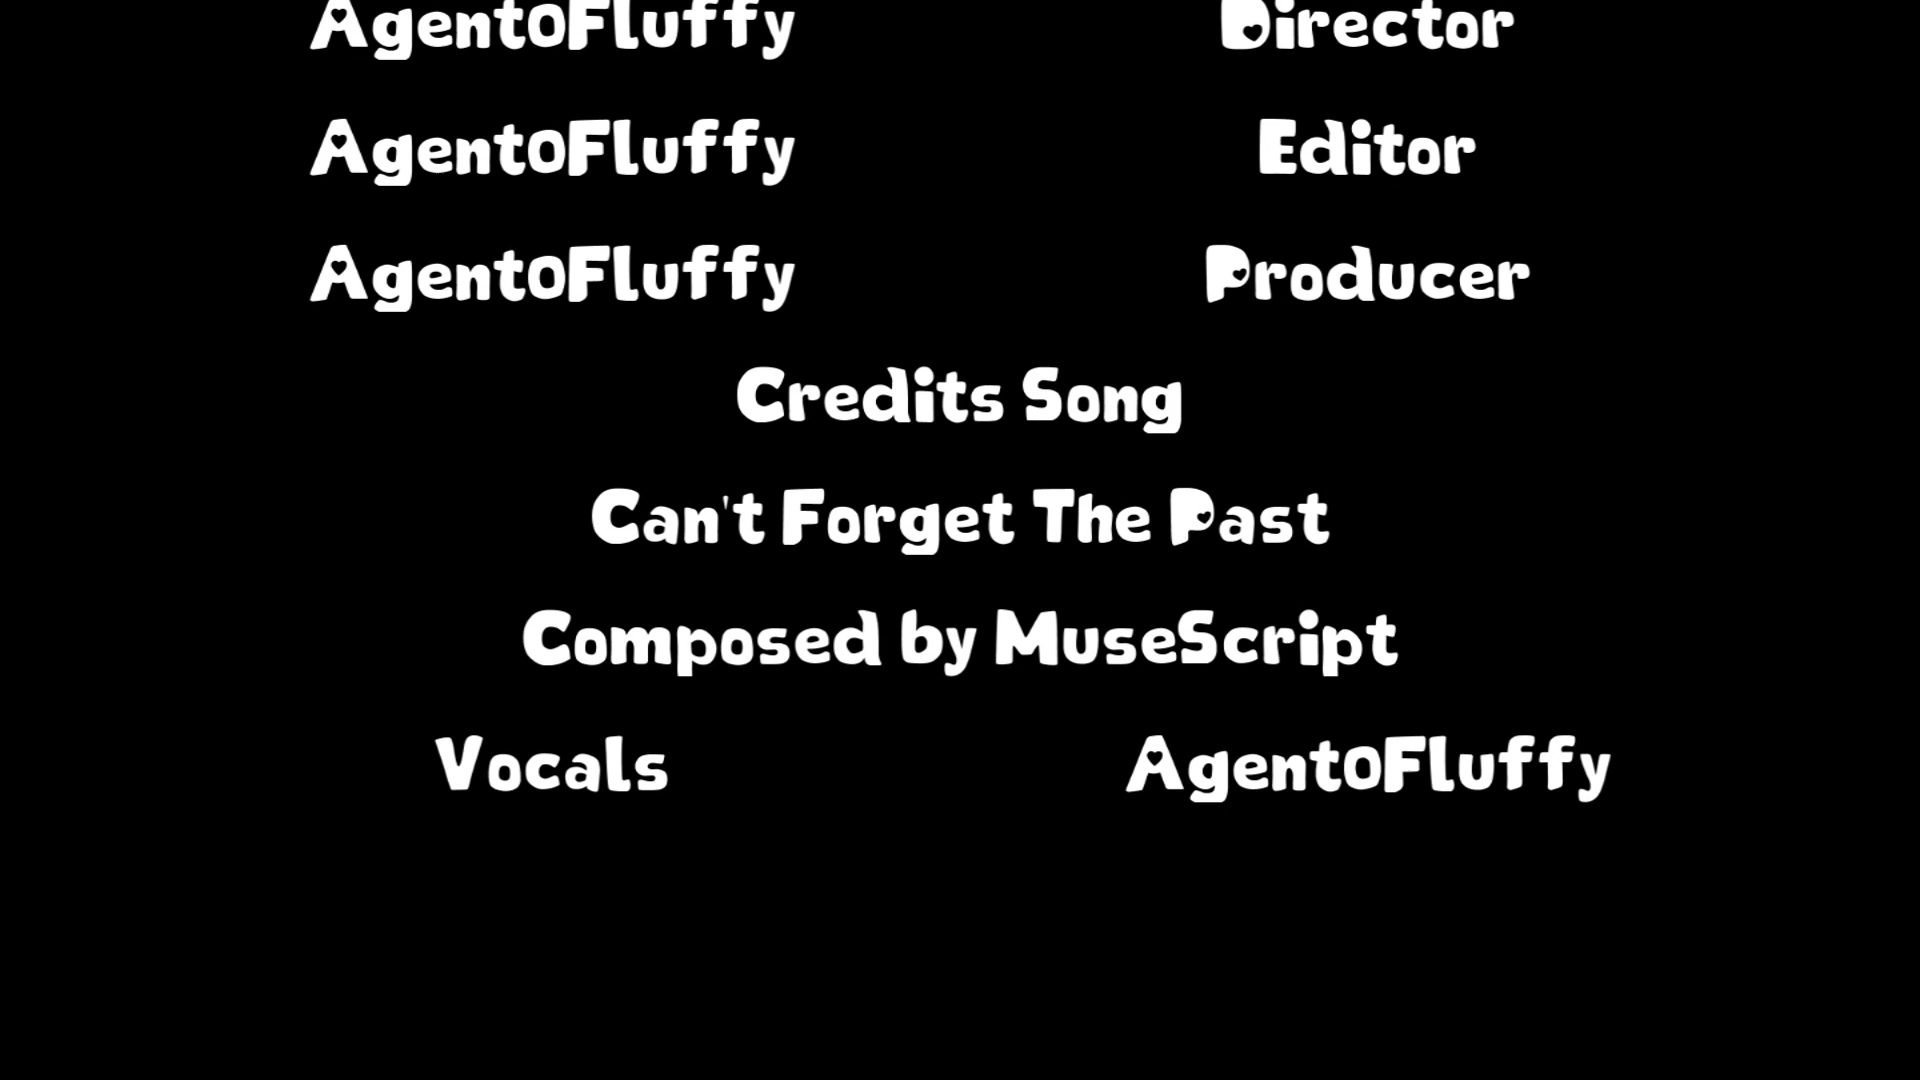 AgentOFluffy Director
AgentOFluffy Editor
AgentOFluffy Producer
Credits Song
Can't Forget The Past
Composed by MuseScript
Vocals AgentOFluffy